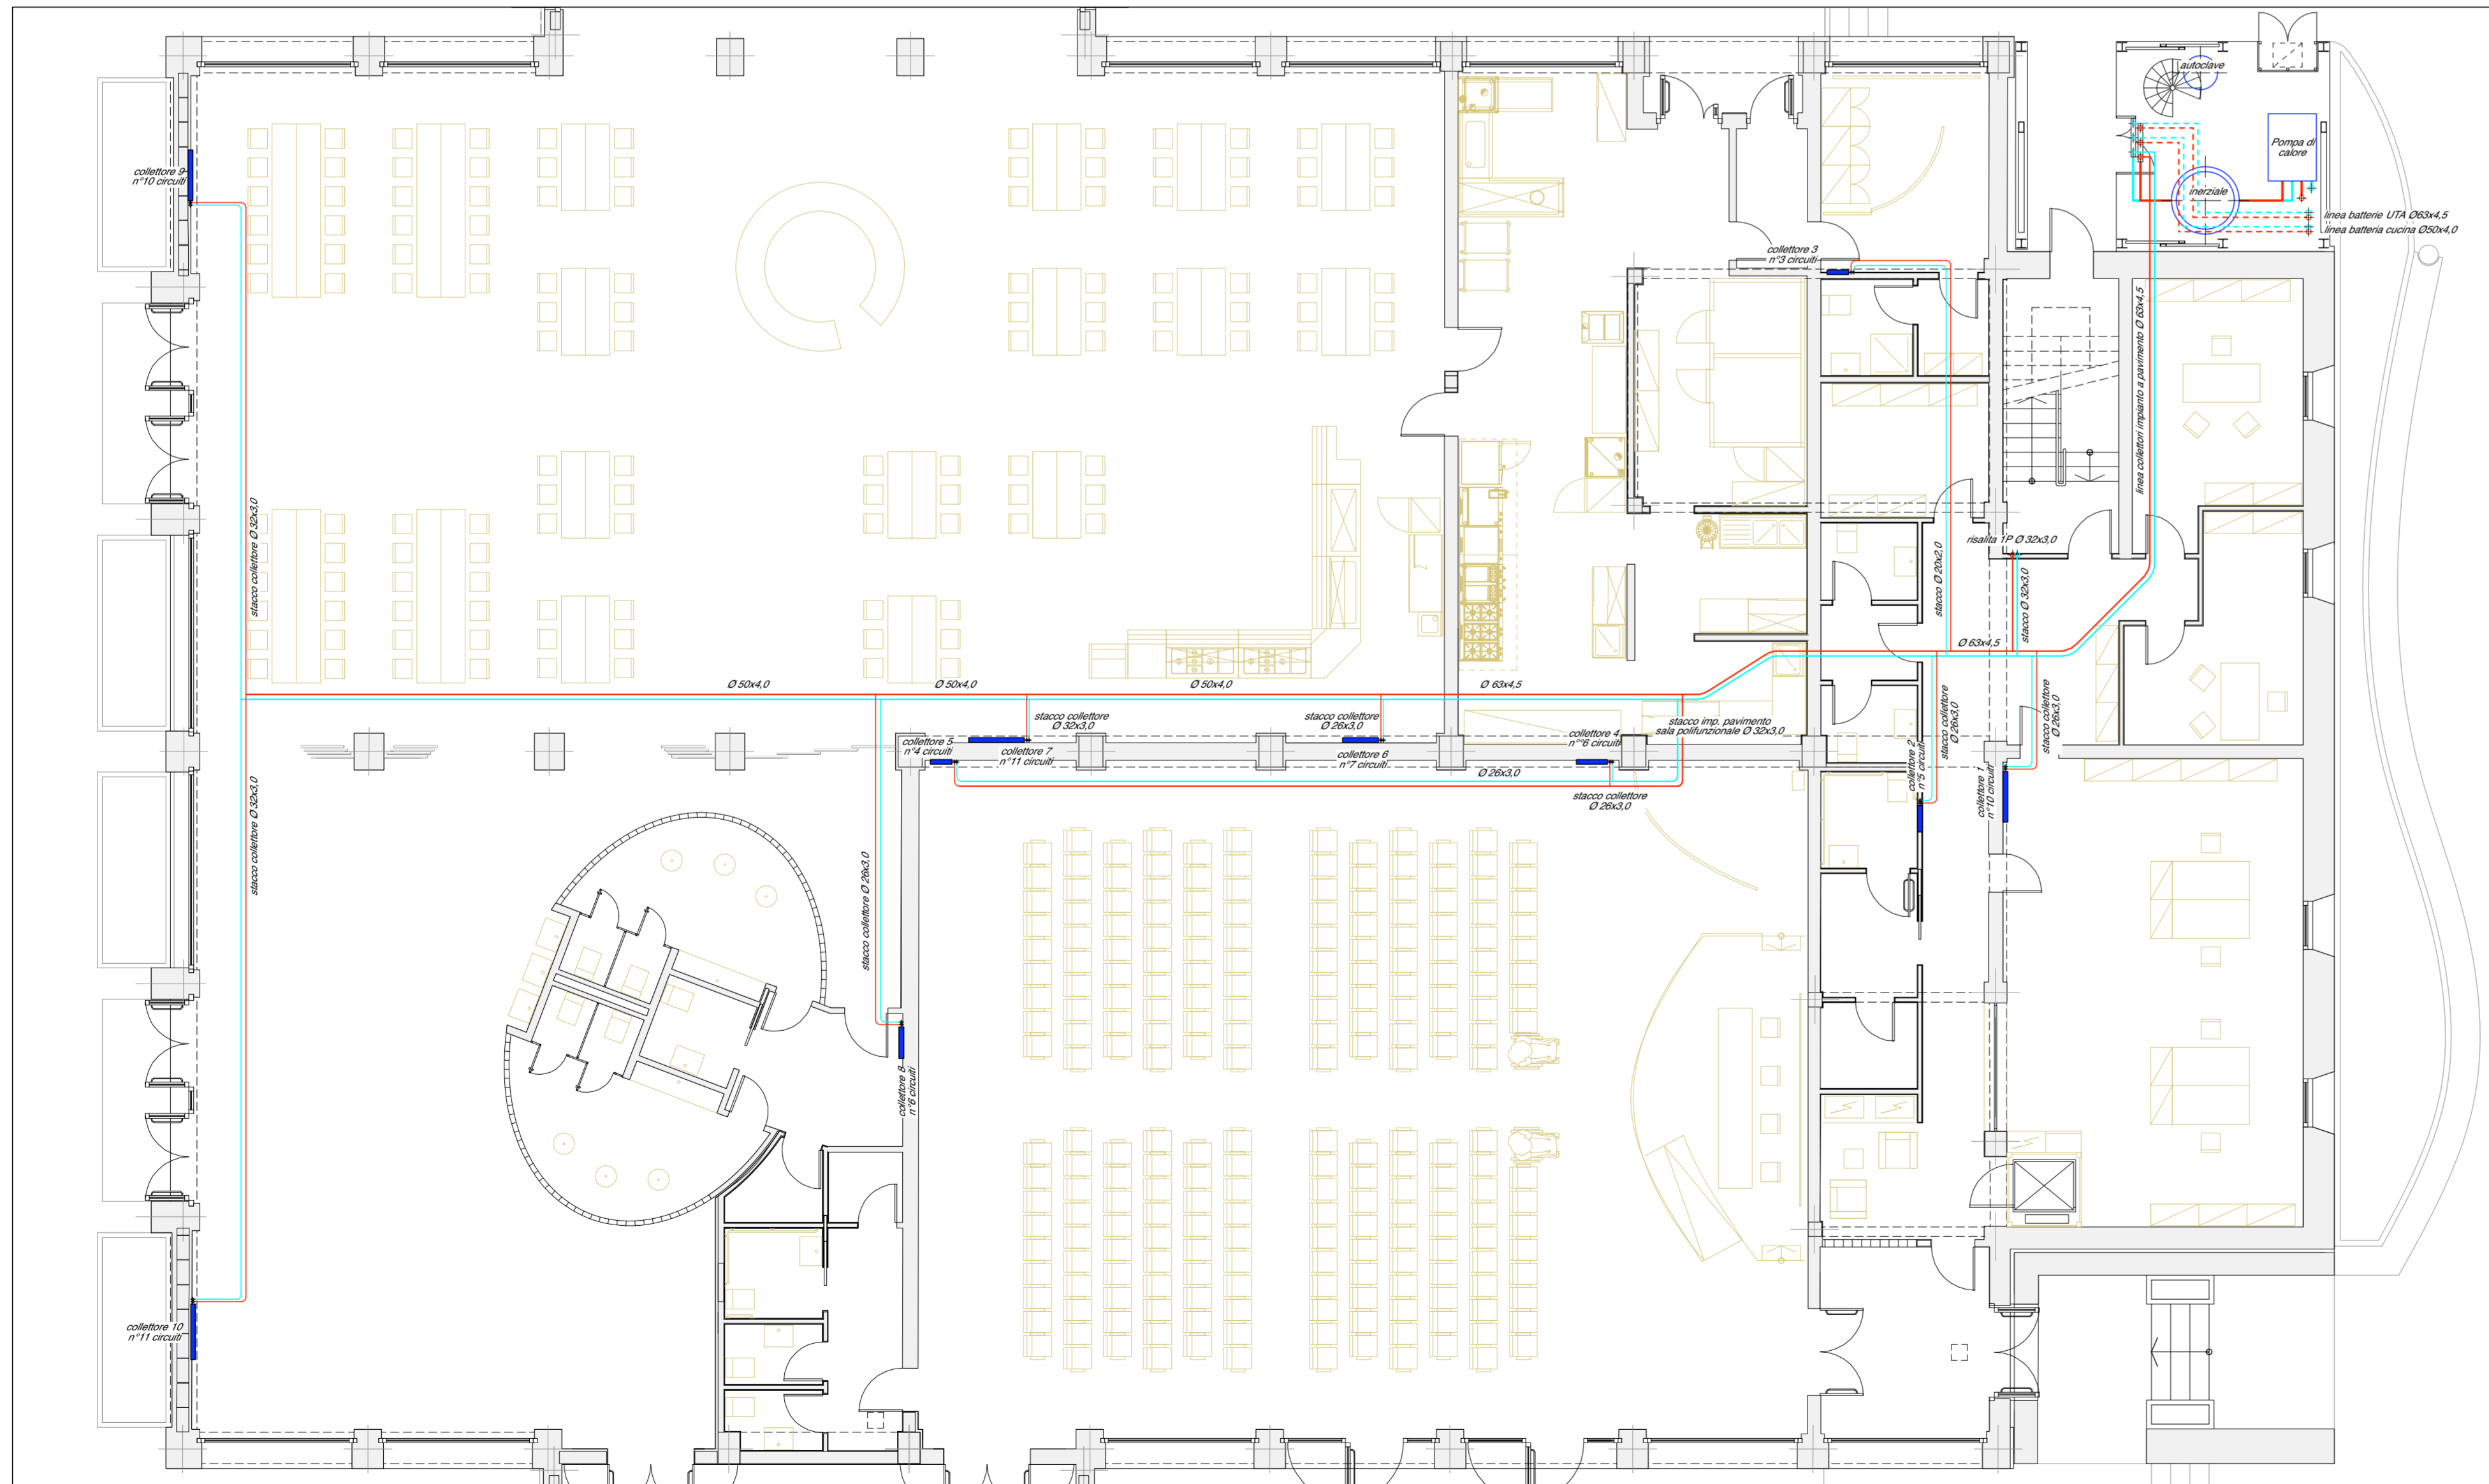 autoclave
Pompa di
calore
inerziale
linea batterie UTA Ø63x4,5
linea batteria cucina Ø50x4,0
collettore 9
n°10 circuiti
collettore 3
n°3 circuiti
linea collettori impianto a pavimento Ø 63x4,5
stacco collettore Ø 32x3,0
risalita 1P Ø 32x3,0
stacco Ø 20x2,0
stacco Ø 32x3,0
Ø 63x4,5
Ø 50x4,0
Ø 50x4,0
Ø 50x4,0
Ø 63x4,5
stacco collettore
Ø 32x3,0
stacco collettore
Ø 26x3,0
stacco imp. pavimento
sala polifunzionale Ø 32x3,0
stacco collettore
Ø 26x3,0
stacco collettore
Ø 26x3,0
collettore 5
n°4 circuiti
collettore 7
n°11 circuiti
collettore 6
n°7 circuiti
collettore 4
n°°6 circuiti
Ø 26x3,0
stacco collettore
Ø 26x3,0
collettore 2
n°5 circuiti
collettore 1
n°10 circuiti
stacco collettore Ø 32x3,0
stacco collettore Ø 26x3,0
collettore 8
n°6 circuiti
collettore 10
n°11 circuiti